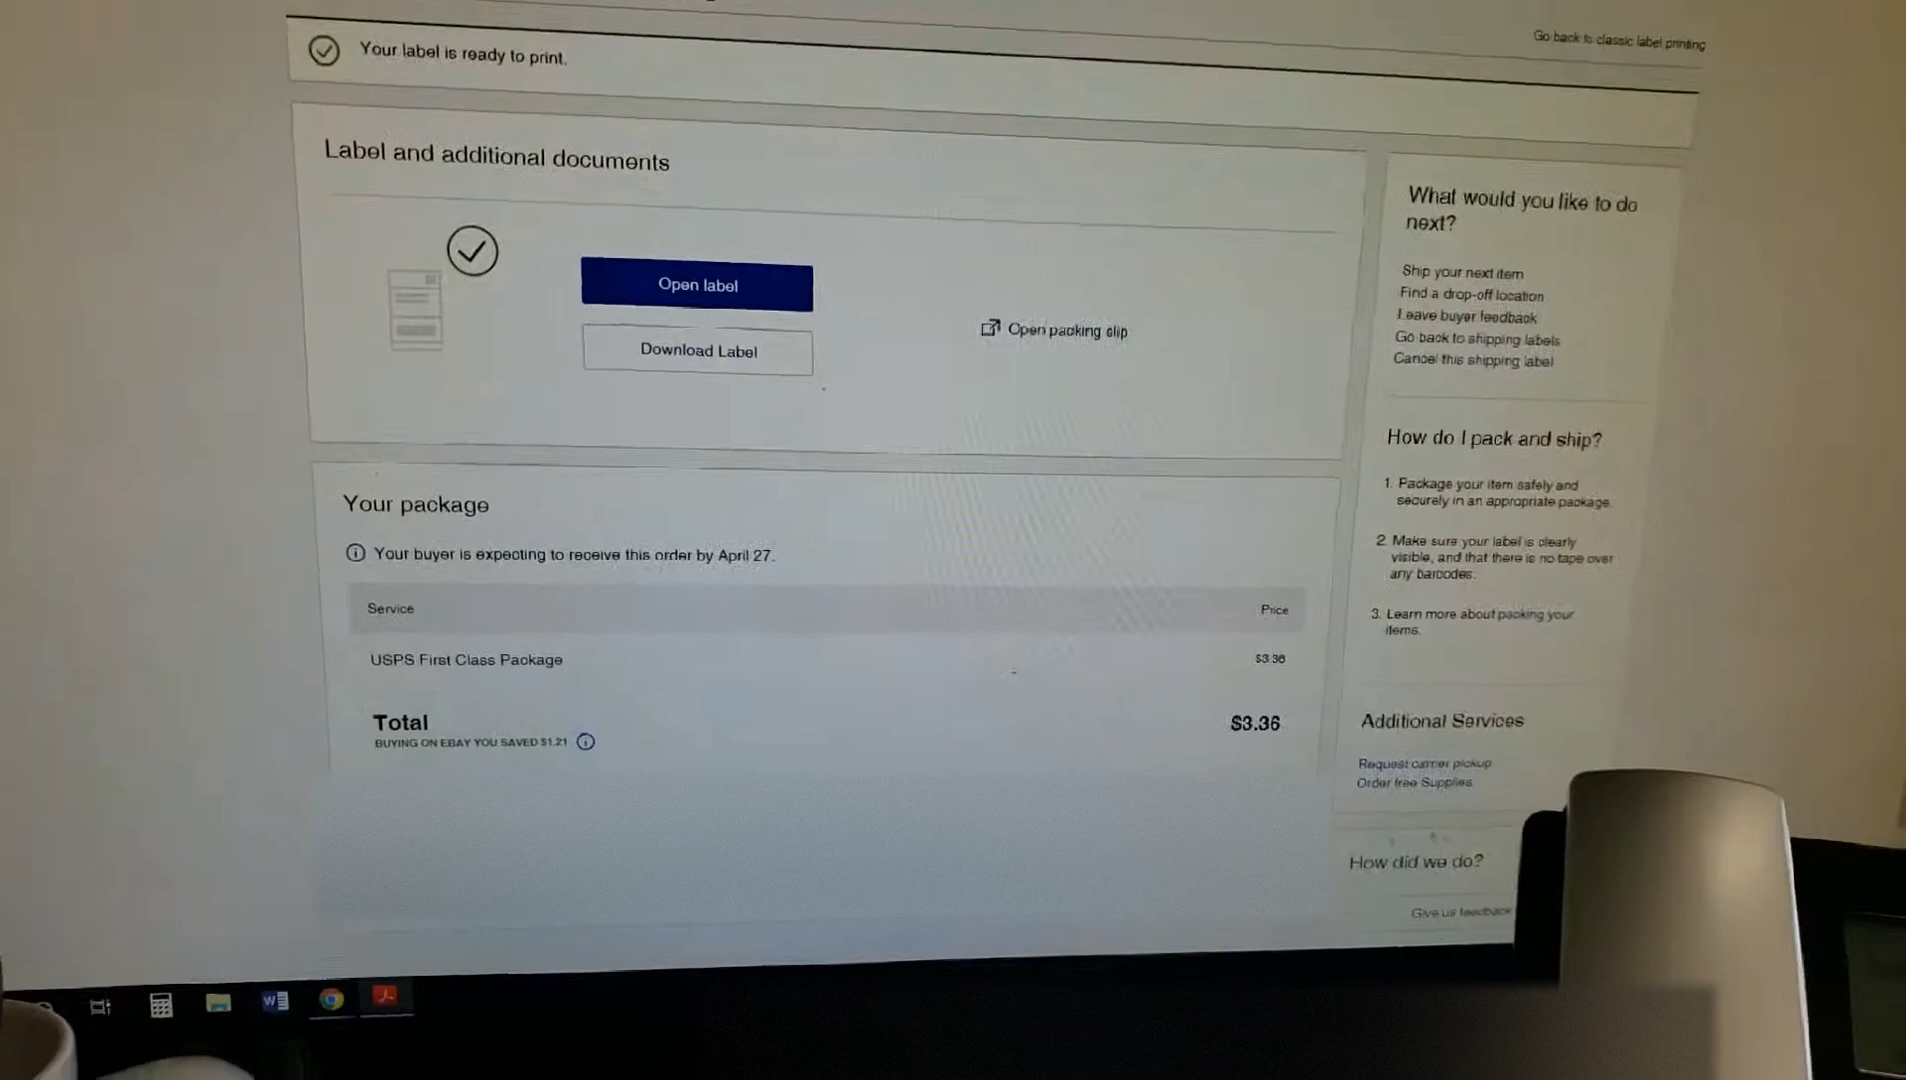 Go back to classic label printing
Your label is ready to print.
Label and additional documents
Open label
Download Label
Open packing slip
Your package
Your buyer is expecting to receive this order by April 27.
Service Price
USPS First Class Package $3.36
Total $3.36
BUYING ON EBAY YOU SAVED $1.21
What would you like to do
next?
Ship your next item
Find a drop-off location
Leave buyer feedback
Go back to shipping labels
Cancel this shipping label
How do I pack and ship?
1. Package your item safely and
securely in an appropriate package.
2. Make sure your label is clearly
visible, and that there is no tape over
any barcodes.
3. Learn more about packing your
items.
Additional Services
Request carrier pickup
Order free Supplies
How did we do?
Give us feedback
W